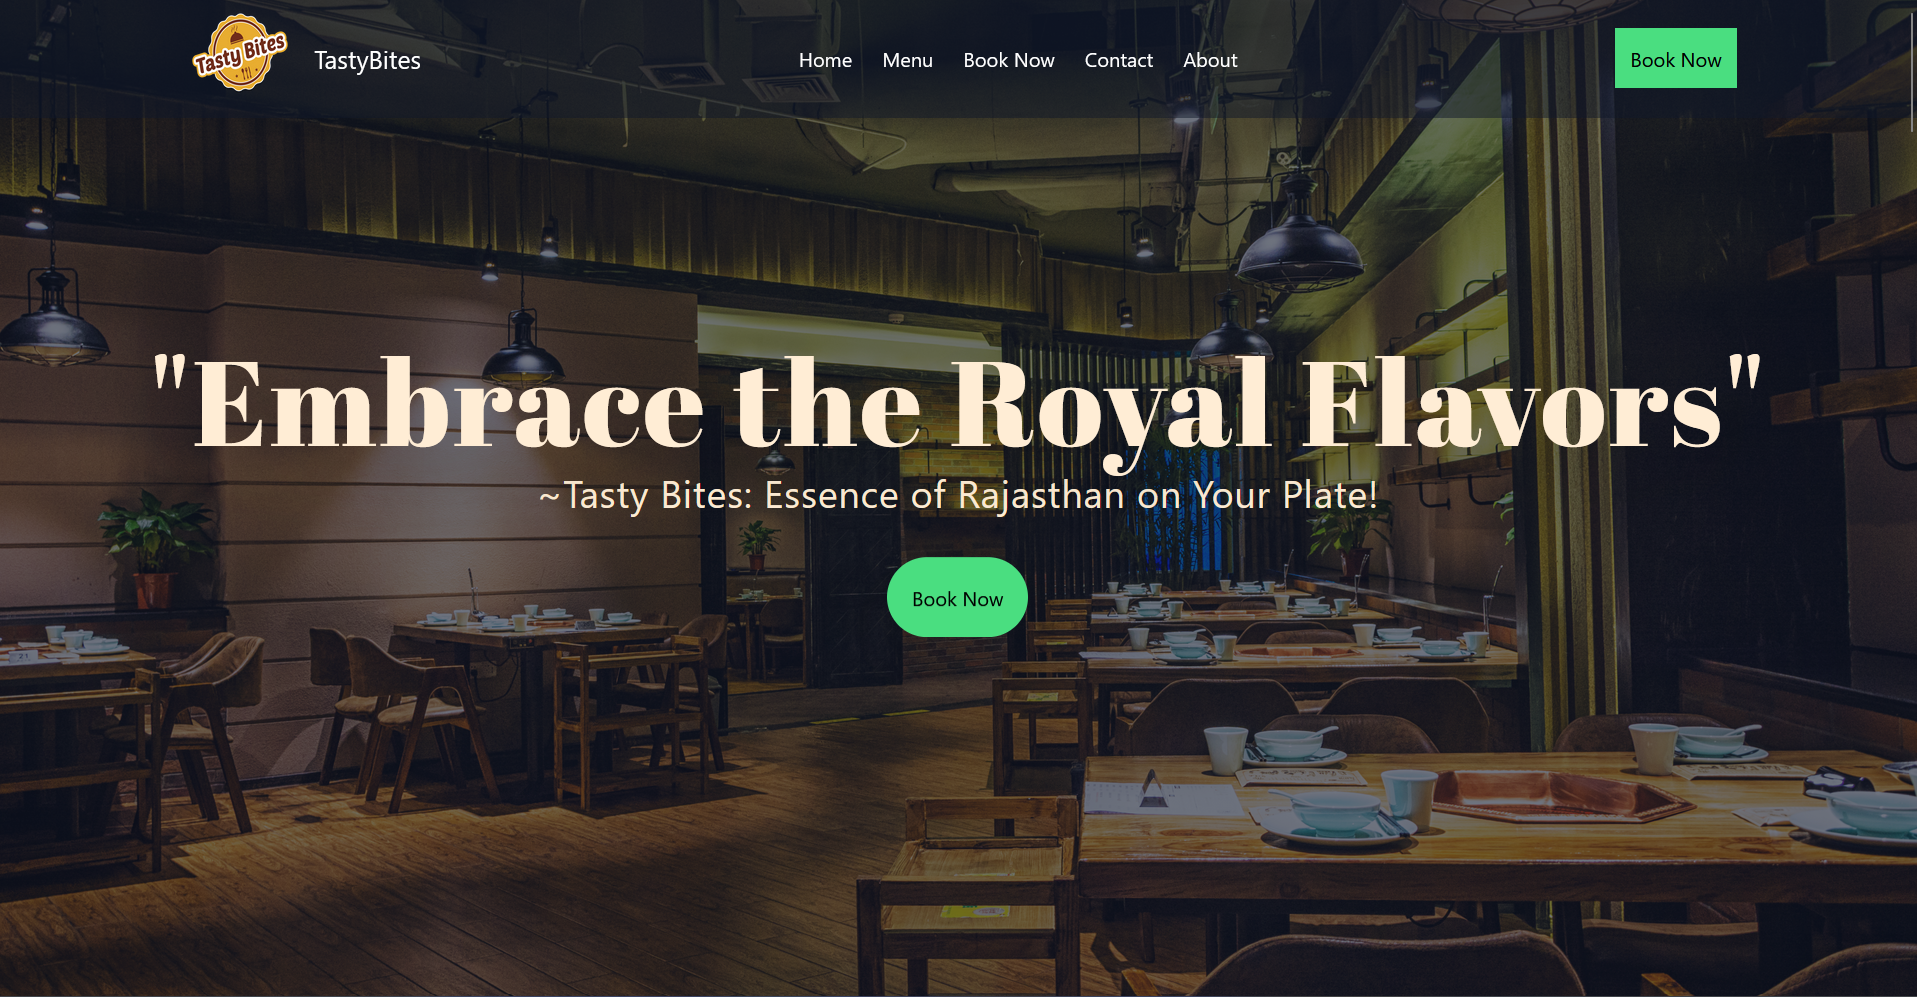 Tasty Bites
TastyBites
Home
Menu
Book Now
Contact
About
Book Now
"Embrace the Royal Flavors"
~Tasty Bites: Essence of Rajasthan on Your Plate!
Book Now
21